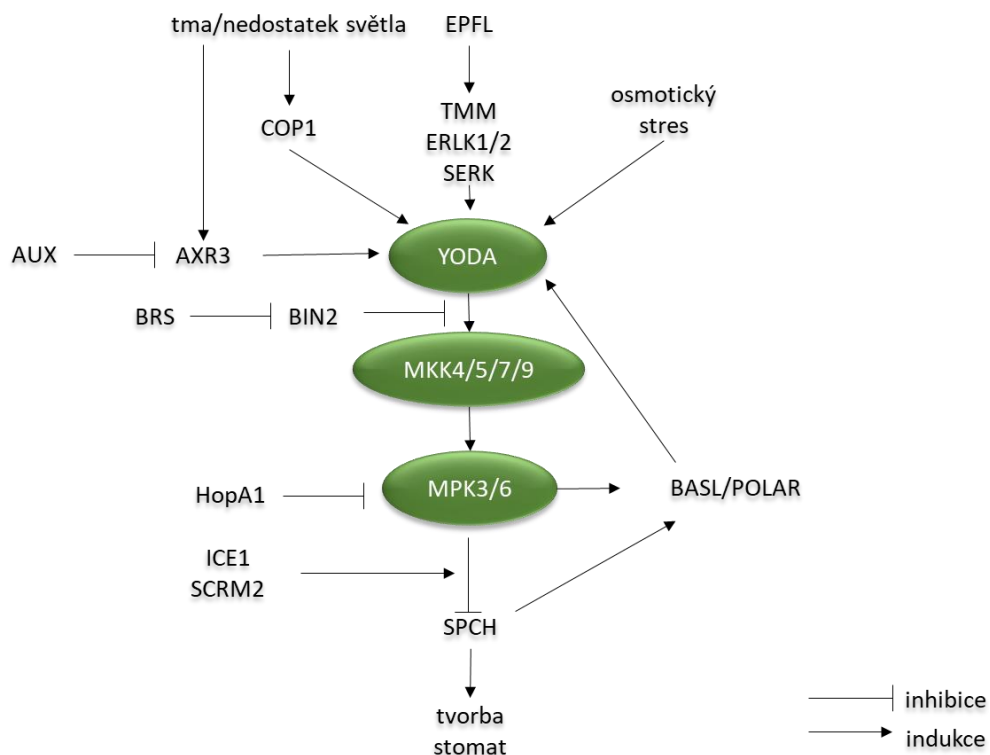 tma/nedostatek světla
EPFL
osmotický
stres
COP1
TMM
ERLK1/2
SERK
AUX
AXR3
YODA
BRS
BIN2
MKK4/5/7/9
HopA1
MPK3/6
BASL/POLAR
ICE1
SCRM2
SPCH
tvorba
stomat
inhibice
indukce